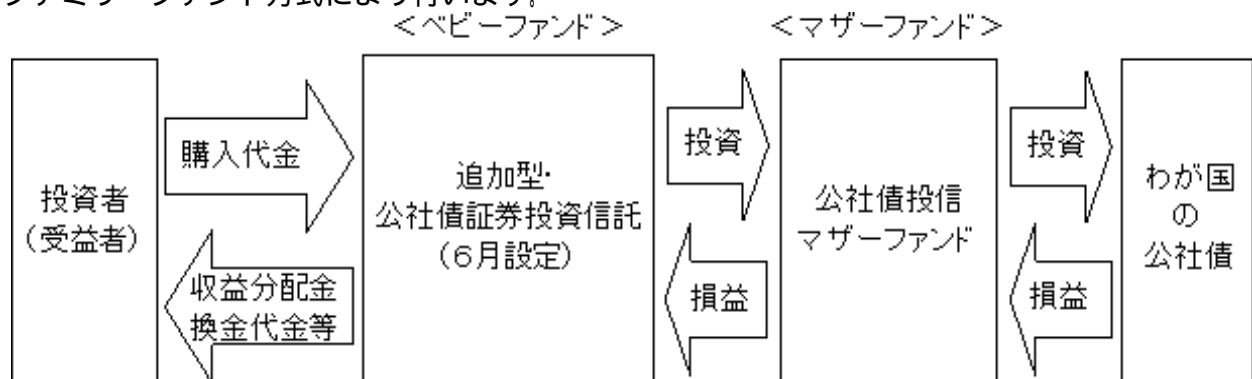 ファミリーファンド方式により行います。
＜ベビーファンド＞
＜マザーファンド＞
投資者
（受益者）
購入代金
収益分配金
換金代金等
追加型・
公社債証券投資信託
（６月設定）
投資
損益
公社債投信
マザーファンド
投資
損益
わが国
の
公社債